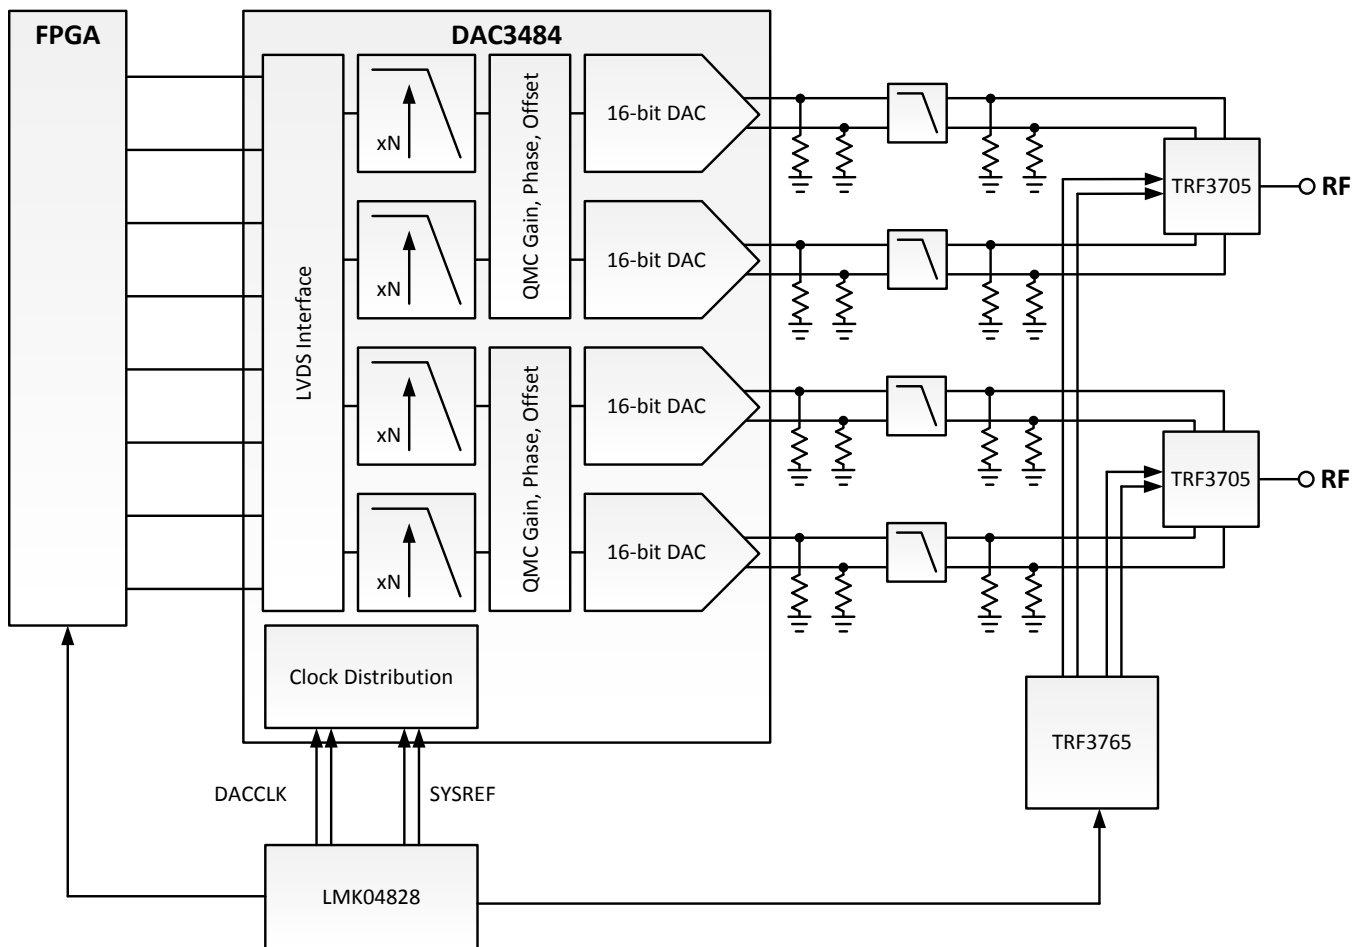 FPGA
DAC3484
LVDS Interface
xN
QMC Gain, Phase, Offset
16-bit DAC
xN
16-bit DAC
xN
QMC Gain, Phase, Offset
16-bit DAC
xN
16-bit DAC
TRF3705
RF
TRF3705
RF
Clock Distribution
TRF3765
DACCLK
SYSREF
LMK04828